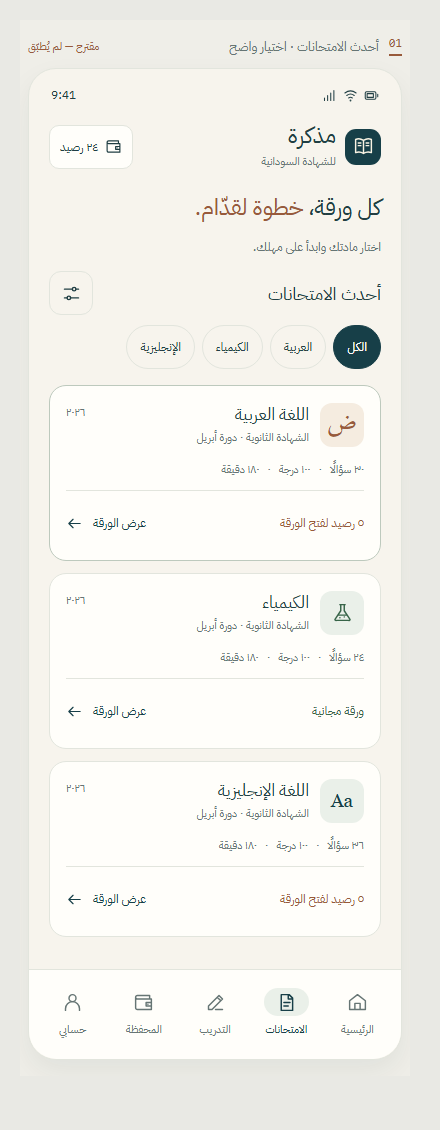 01
أحدث الامتحانات · اختيار واضح
مقترح — لم يُطبّق
9:41
مذكرة
للشهادة السودانية
٢٤ رصيد
كل ورقة، خطوة لقدّام.
اختار مادتك وابدأ على مهلك.
أحدث الامتحانات
الكل
العربية
الكيمياء
الإنجليزية
ض
اللغة العربية
٢٠٢٦
الشهادة الثانوية · دورة أبريل
٣٠ سؤالًا · ١٠٠ درجة · ١٨٠ دقيقة
٥ رصيد لفتح الورقة
عرض الورقة ←
الكيمياء
٢٠٢٦
الشهادة الثانوية · دورة أبريل
٢٤ سؤالًا · ١٠٠ درجة · ١٨٠ دقيقة
ورقة مجانية
عرض الورقة ←
Aa
اللغة الإنجليزية
٢٠٢٦
الشهادة الثانوية · دورة أبريل
٣٦ سؤالًا · ١٠٠ درجة · ١٨٠ دقيقة
٥ رصيد لفتح الورقة
عرض الورقة ←
الرئيسية
الامتحانات
التدريب
المحفظة
حسابي